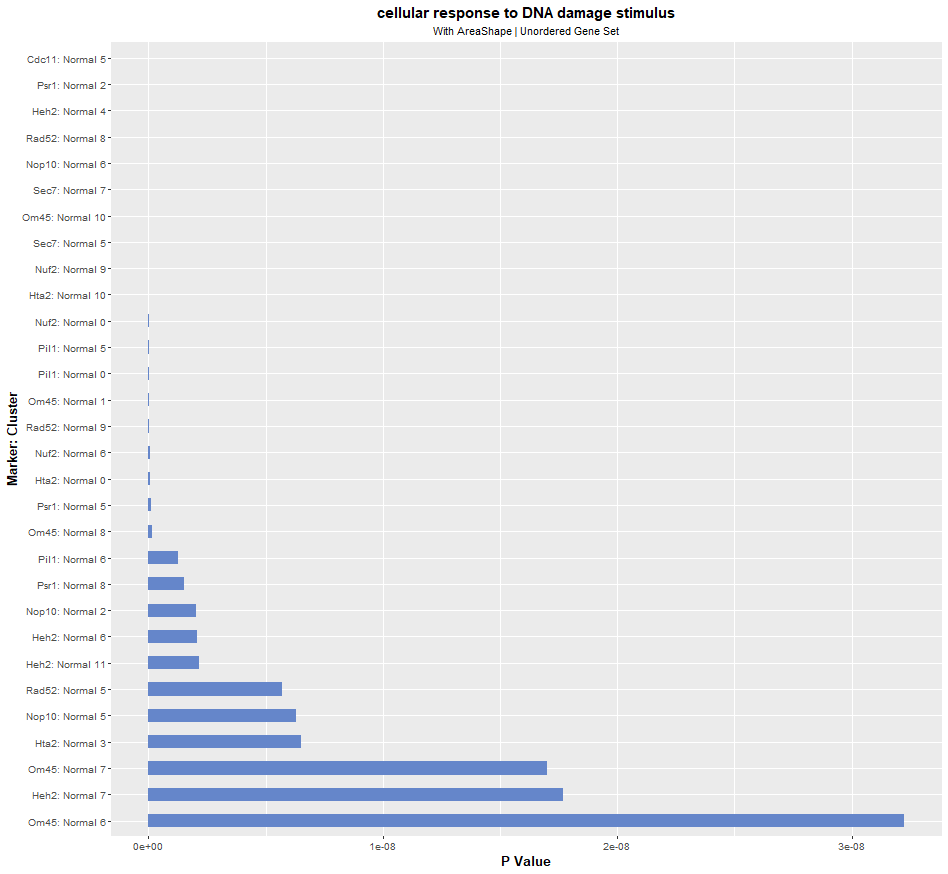 cellular response to DNA damage stimulus
With AreaShape | Unordered Gene Set
Marker: Cluster
Cdc11: Normal 5
Psr1: Normal 2
Heh2: Normal 4
Rad52: Normal 8
Nop10: Normal 6
Sec7: Normal 7
Om45: Normal 10
Sec7: Normal 5
Nuf2: Normal 9
Hta2: Normal 10
Nuf2: Normal 0
Pil1: Normal 5
Pil1: Normal 0
Om45: Normal 1
Rad52: Normal 9
Nuf2: Normal 6
Hta2: Normal 0
Psr1: Normal 5
Om45: Normal 8
Pil1: Normal 6
Psr1: Normal 8
Nop10: Normal 2
Heh2: Normal 6
Heh2: Normal 11
Rad52: Normal 5
Nop10: Normal 5
Hta2: Normal 3
Om45: Normal 7
Heh2: Normal 7
Om45: Normal 6
0e+00 1e-08 2e-08 3e-08
P Value